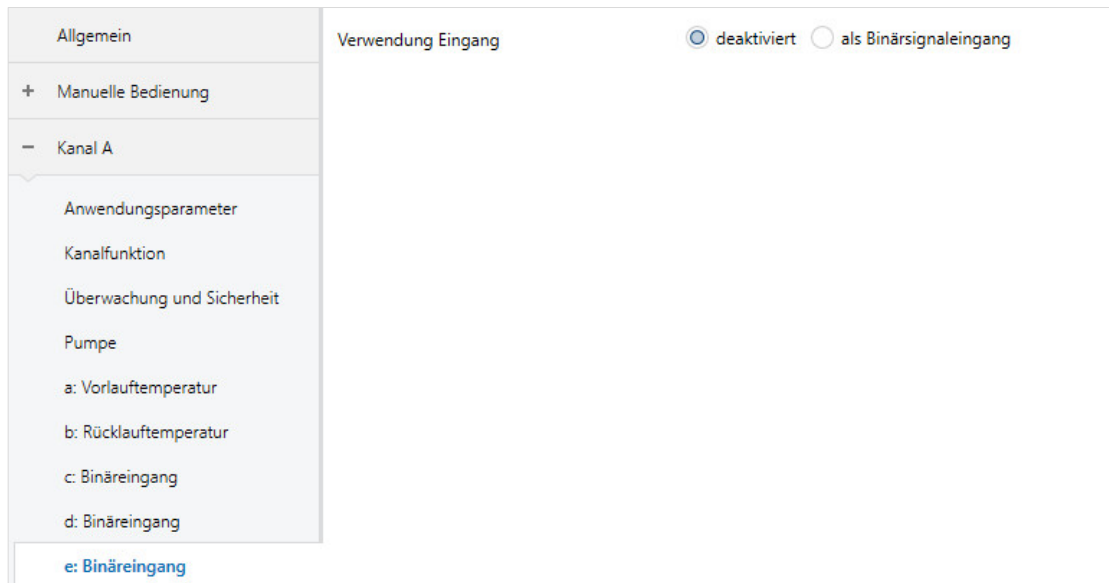 Allgemein
Verwendung Eingang deaktiviert als Binärsignaleingang
+ Manuelle Bedienung
− Kanal A
Anwendungsparameter
Kanalfunktion
Überwachung und Sicherheit
Pumpe
a: Vorlauftemperatur
b: Rücklauftemperatur
c: Binäreingang
d: Binäreingang
e: Binäreingang